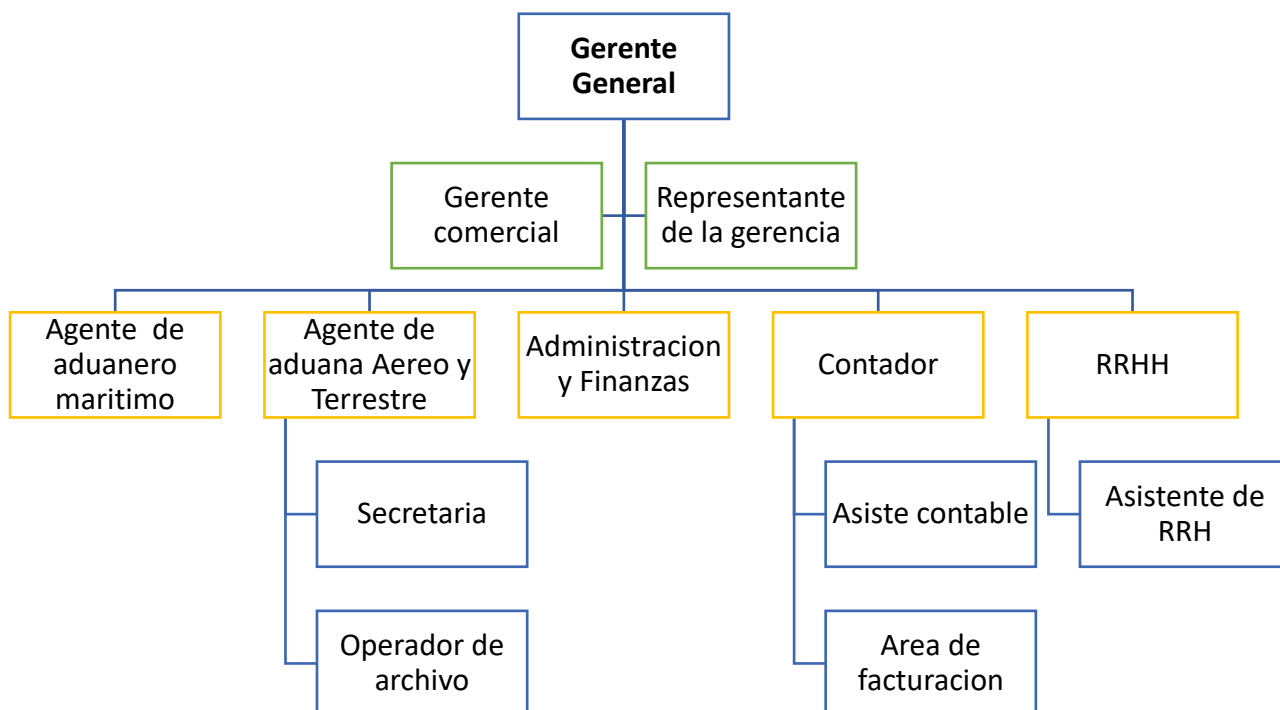 Gerente
General
Gerente
comercial
Representante
de la gerencia
Agente de
aduanero
maritimo
Agente de
aduana Aereo y
Terrestre
Administracion
y Finanzas
Contador
RRHH
Secretaria
Asiste contable
Asistente de
RRH
Operador de
archivo
Area de
facturacion